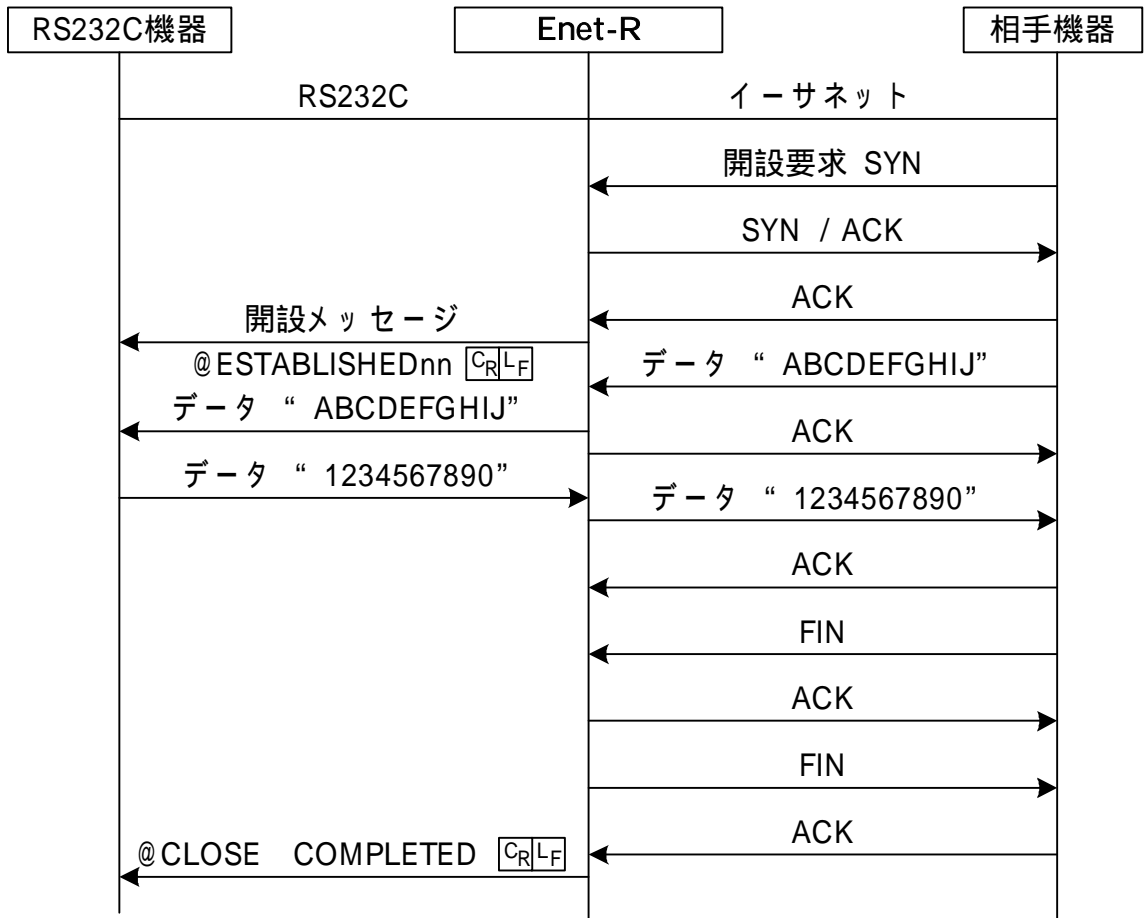 RS232C機器 Enet-R 相手機器
RS232C イーサネット
開設要求 SYN
SYN / ACK
ACK
開設メッセージ
@ESTABLISHEDnn CRLF
データ “ ABCDEFGHIJ”
データ “ ABCDEFGHIJ”
ACK
データ “ 1234567890”
データ “ 1234567890”
ACK
FIN
ACK
FIN
ACK
@CLOSE COMPLETED CRLF